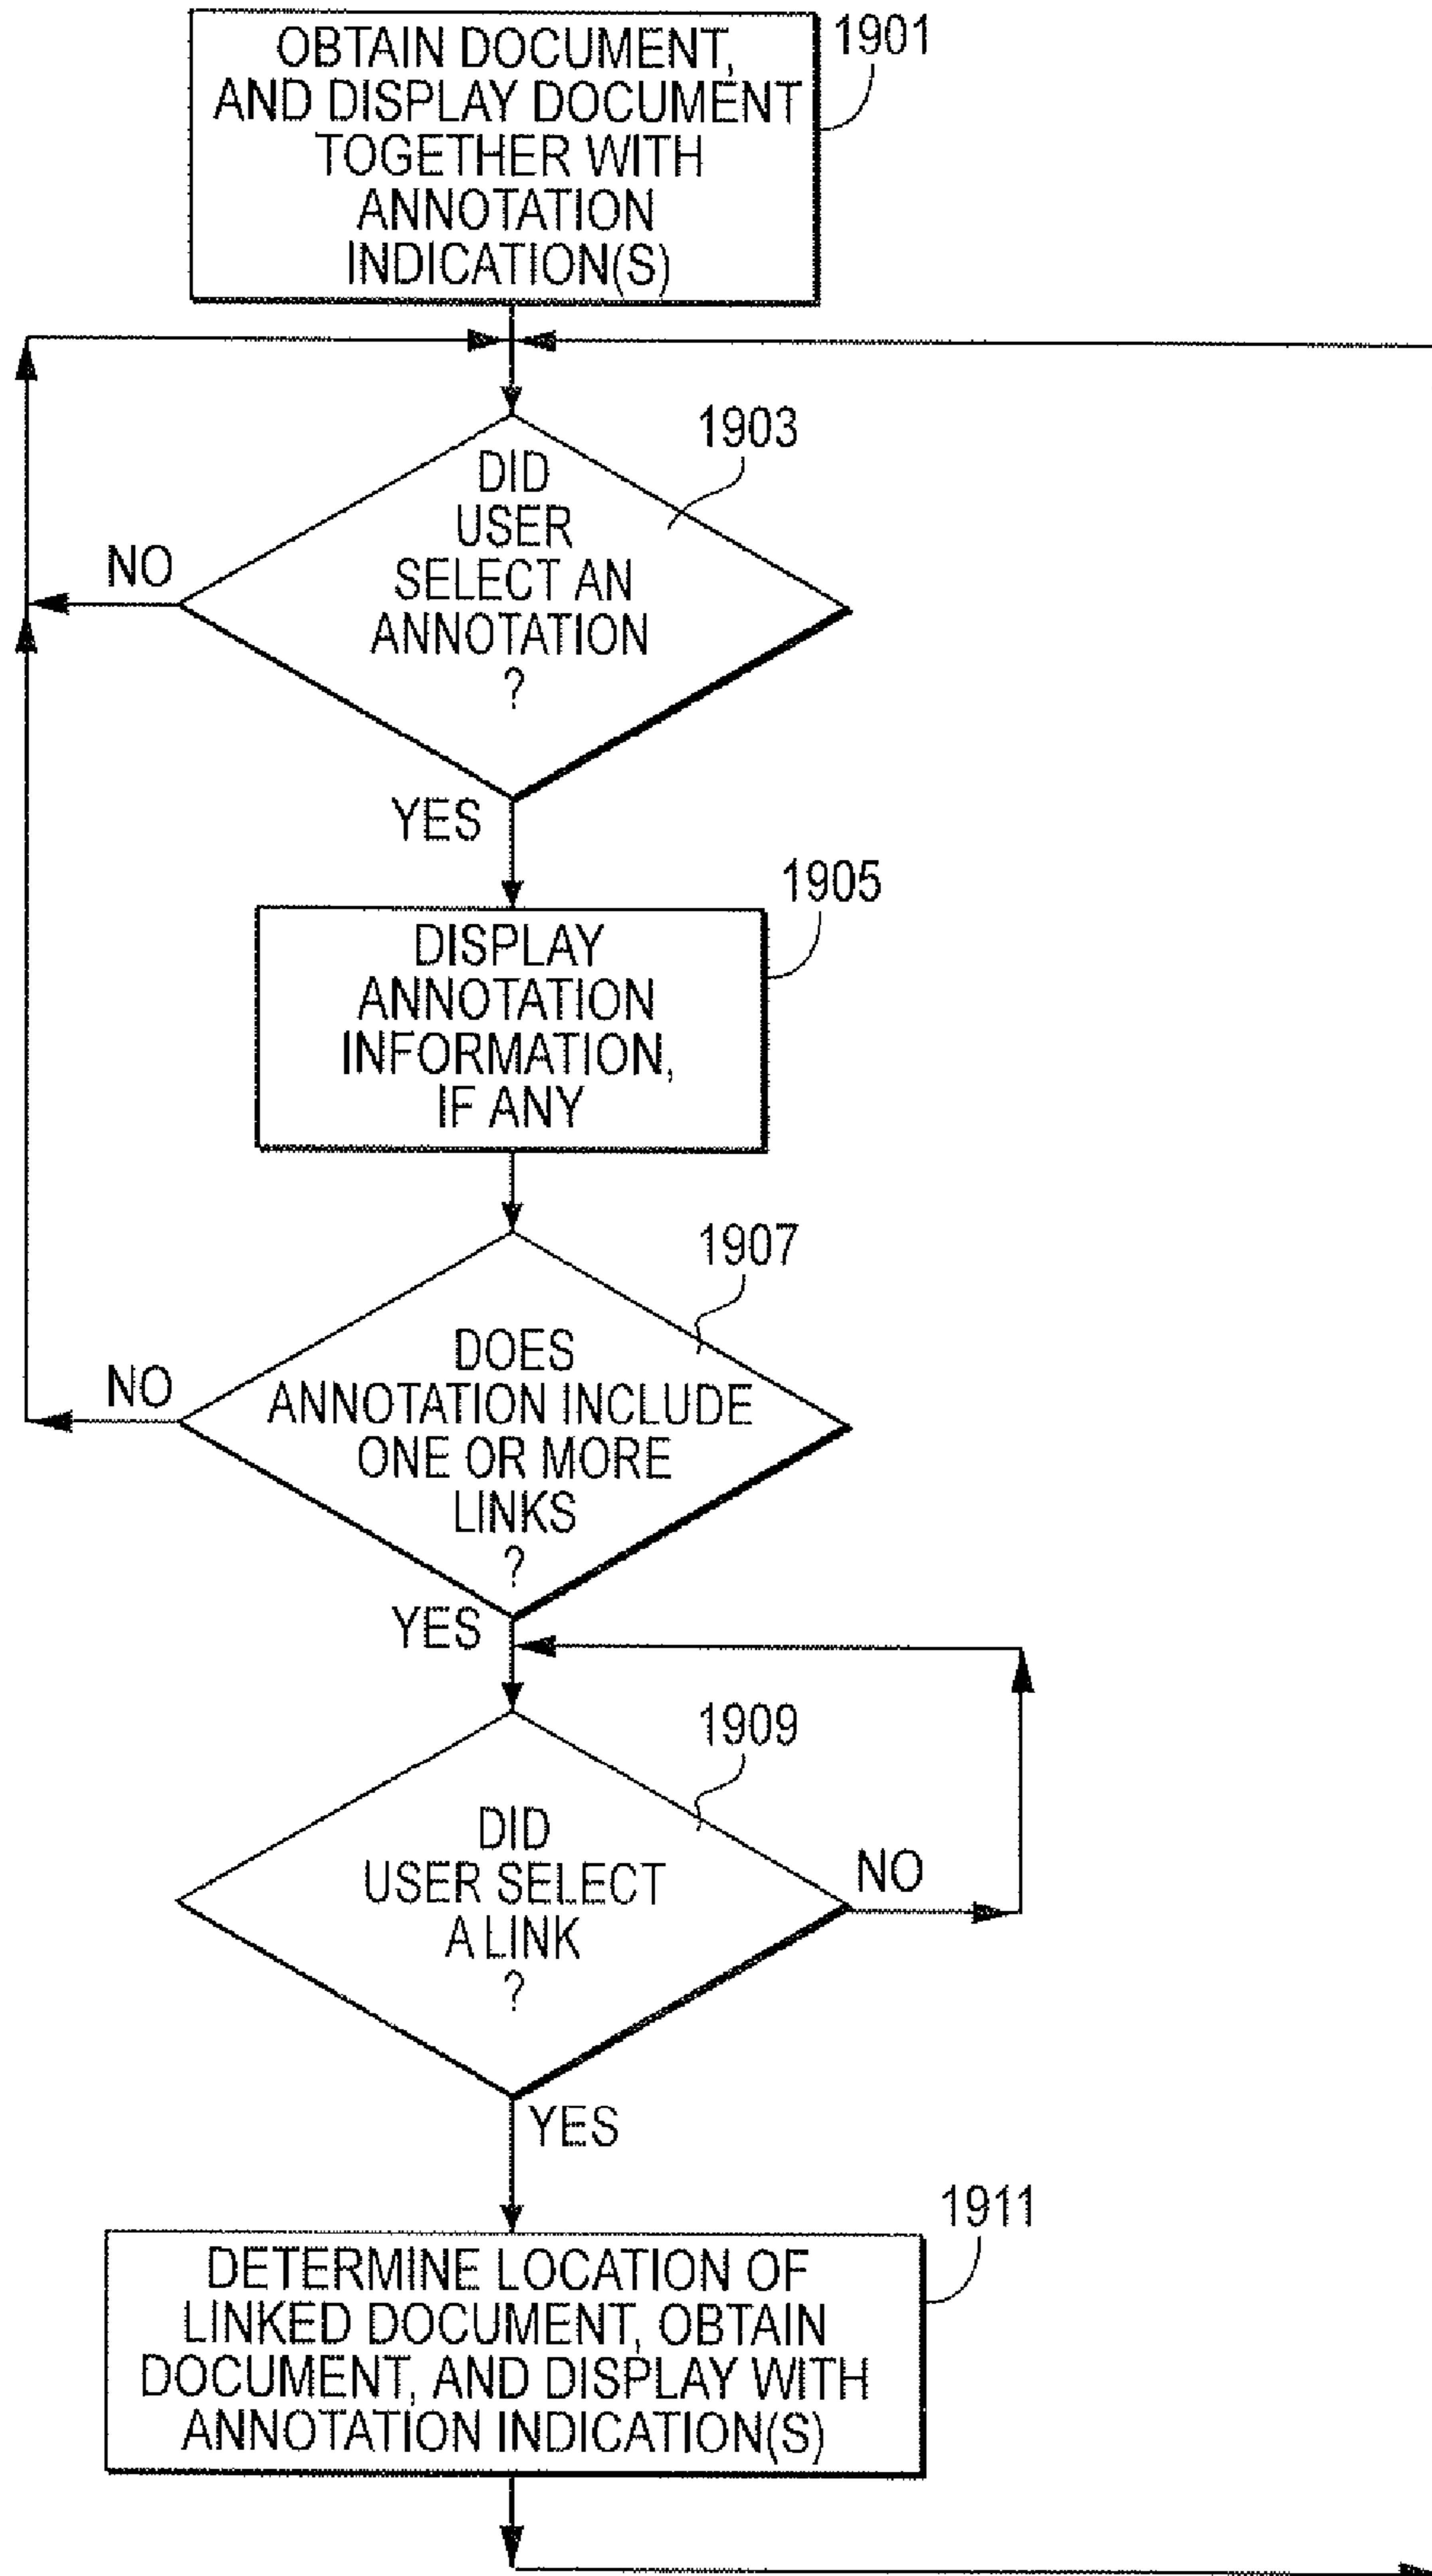 OBTAIN DOCUMENT,
AND DISPLAY DOCUMENT
TOGETHER WITH
ANNOTATION
INDICATION(S)
1901
DID
USER
SELECT AN
ANNOTATION
?
1903
NO
YES
DISPLAY
ANNOTATION
INFORMATION,
IF ANY
1905
DOES
ANNOTATION INCLUDE
ONE OR MORE
LINKS
?
1907
NO
YES
DID
USER SELECT
A LINK
?
1909
NO
YES
DETERMINE LOCATION OF
LINKED DOCUMENT, OBTAIN
DOCUMENT, AND DISPLAY WITH
ANNOTATION INDICATION(S)
1911